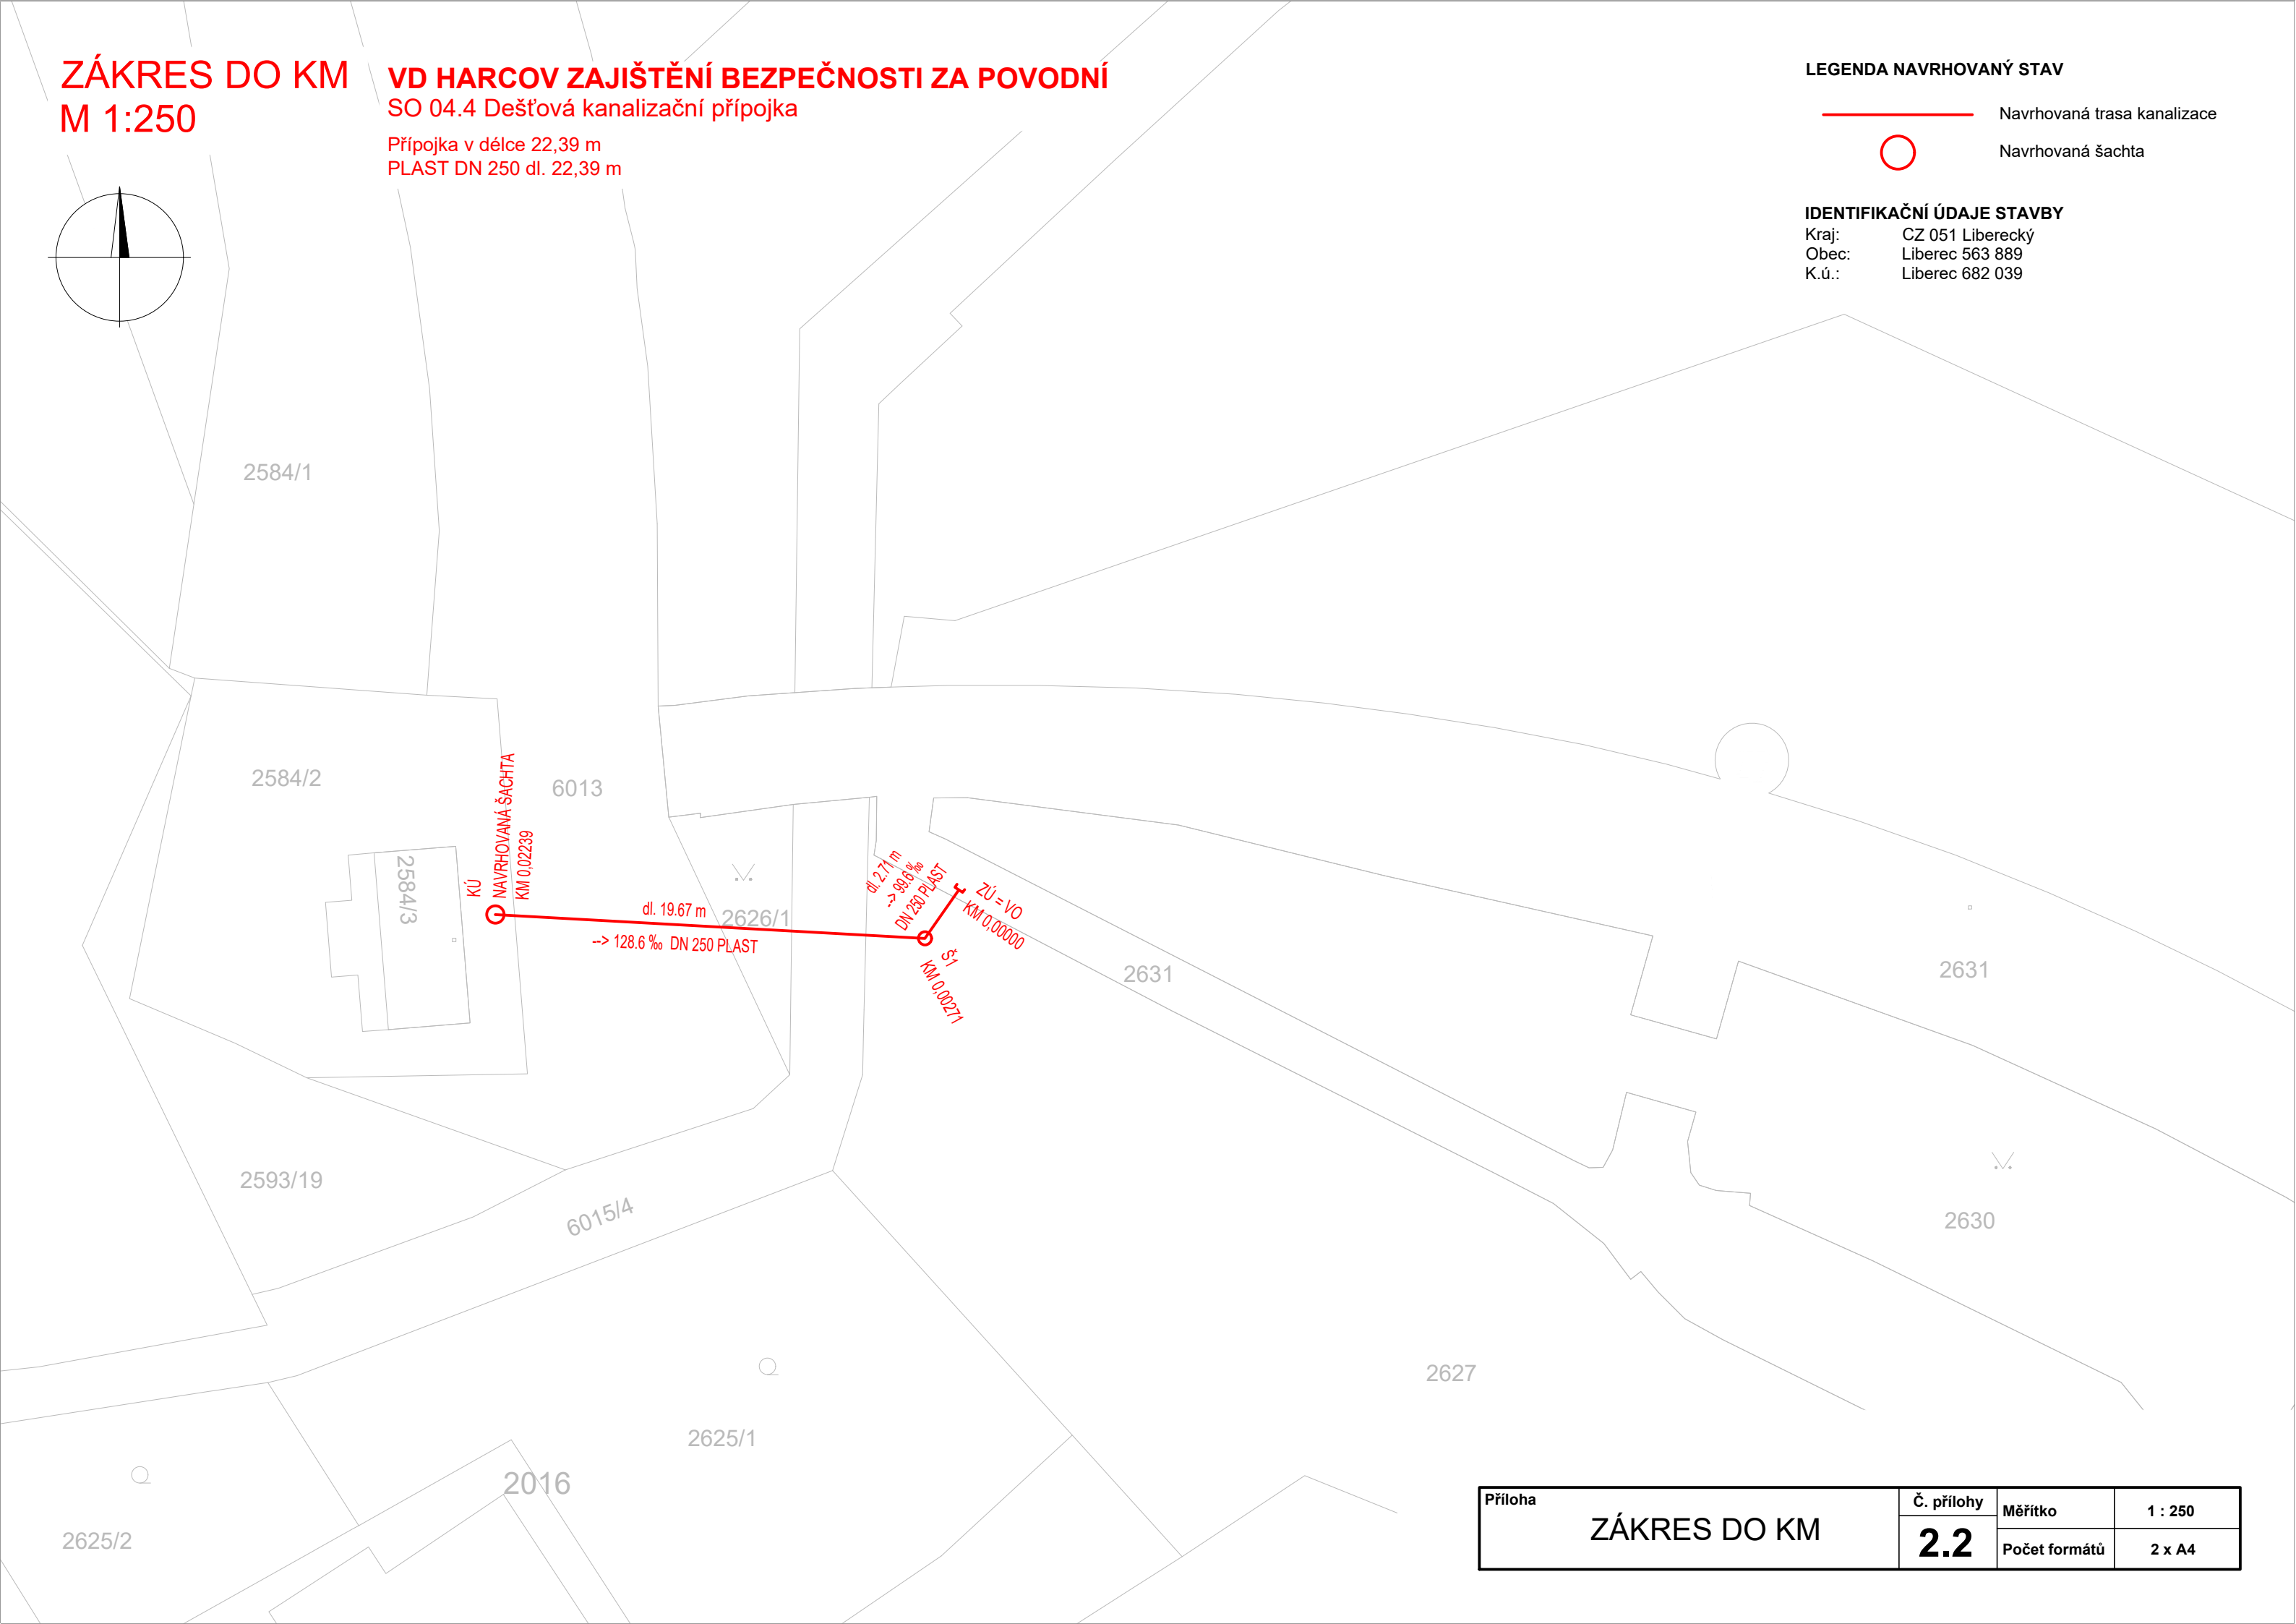 ZÁKRES DO KM
M 1:250
VD HARCOV ZAJIŠTĚNÍ BEZPEČNOSTI ZA POVODNÍ
SO 04.4 Dešťová kanalizační přípojka
Přípojka v délce 22,39 m
PLAST DN 250 dl. 22,39 m
LEGENDA NAVRHOVANÝ STAV
Navrhovaná trasa kanalizace
Navrhovaná šachta
IDENTIFIKAČNÍ ÚDAJE STAVBY
Kraj: CZ 051 Liberecký
Obec: Liberec 563 889
K.ú.: Liberec 682 039
2584/1
2584/2
6013
2584/3
KÚ
NAVRHOVANÁ ŠACHTA
KM 0,02239
dl. 19.67 m
--> 128.6 ‰ DN 250 PLAST
2626/1
dl. 2.71 m
--> 99.6 ‰
DN 250 PLAST
ZÚ = VO
KM 0,00000
Š1
KM 0,00271
2631
2631
2593/19
6015/4
2630
2627
2625/1
2016
2625/2
Příloha
ZÁKRES DO KM
Č. přílohy
2.2
Měřítko 1 : 250
Počet formátů 2 x A4